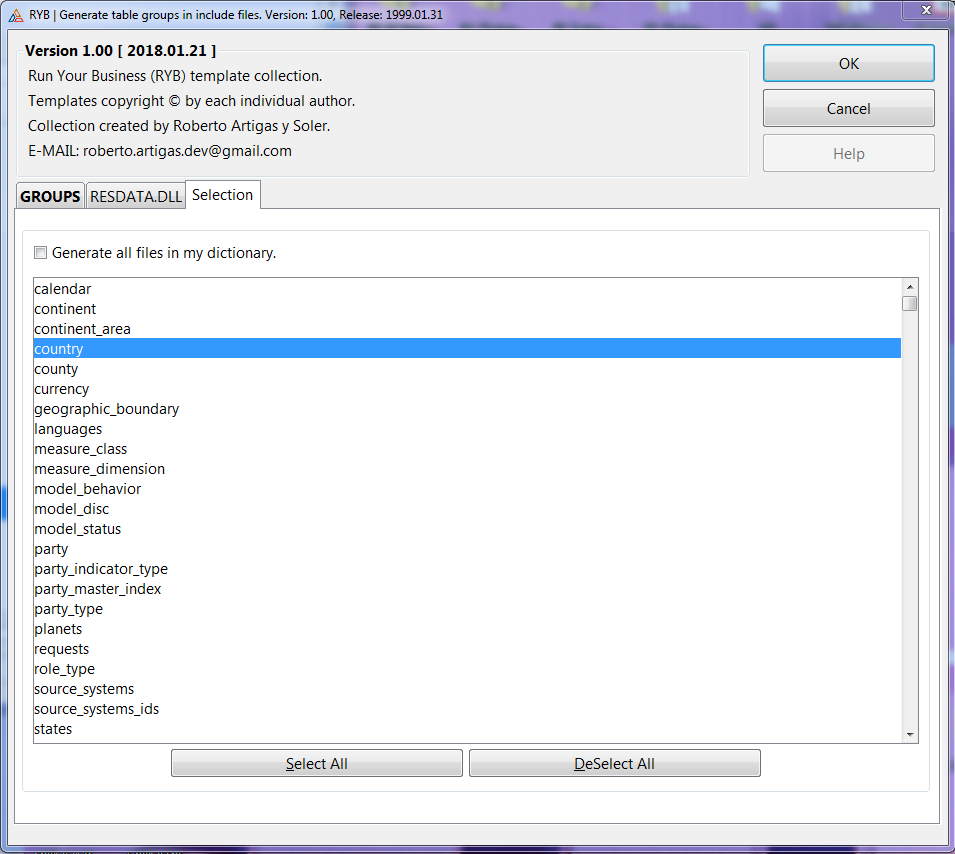 RYB | Generate table groups in include files. Version: 1.00, Release: 1999.01.31
Version 1.00 [ 2018.01.21 ]
Run Your Business (RYB) template collection.
Templates copyright © by each individual author.
Collection created by Roberto Artigas y Soler.
E-MAIL: roberto.artigas.dev@gmail.com
OK
Cancel
Help
GROUPS RESDATA.DLL Selection
Generate all files in my dictionary.
calendar
continent
continent_area
country
county
currency
geographic_boundary
languages
measure_class
measure_dimension
model_behavior
model_disc
model_status
party
party_indicator_type
party_master_index
party_type
planets
requests
role_type
source_systems
source_systems_ids
states
Select All DeSelect All